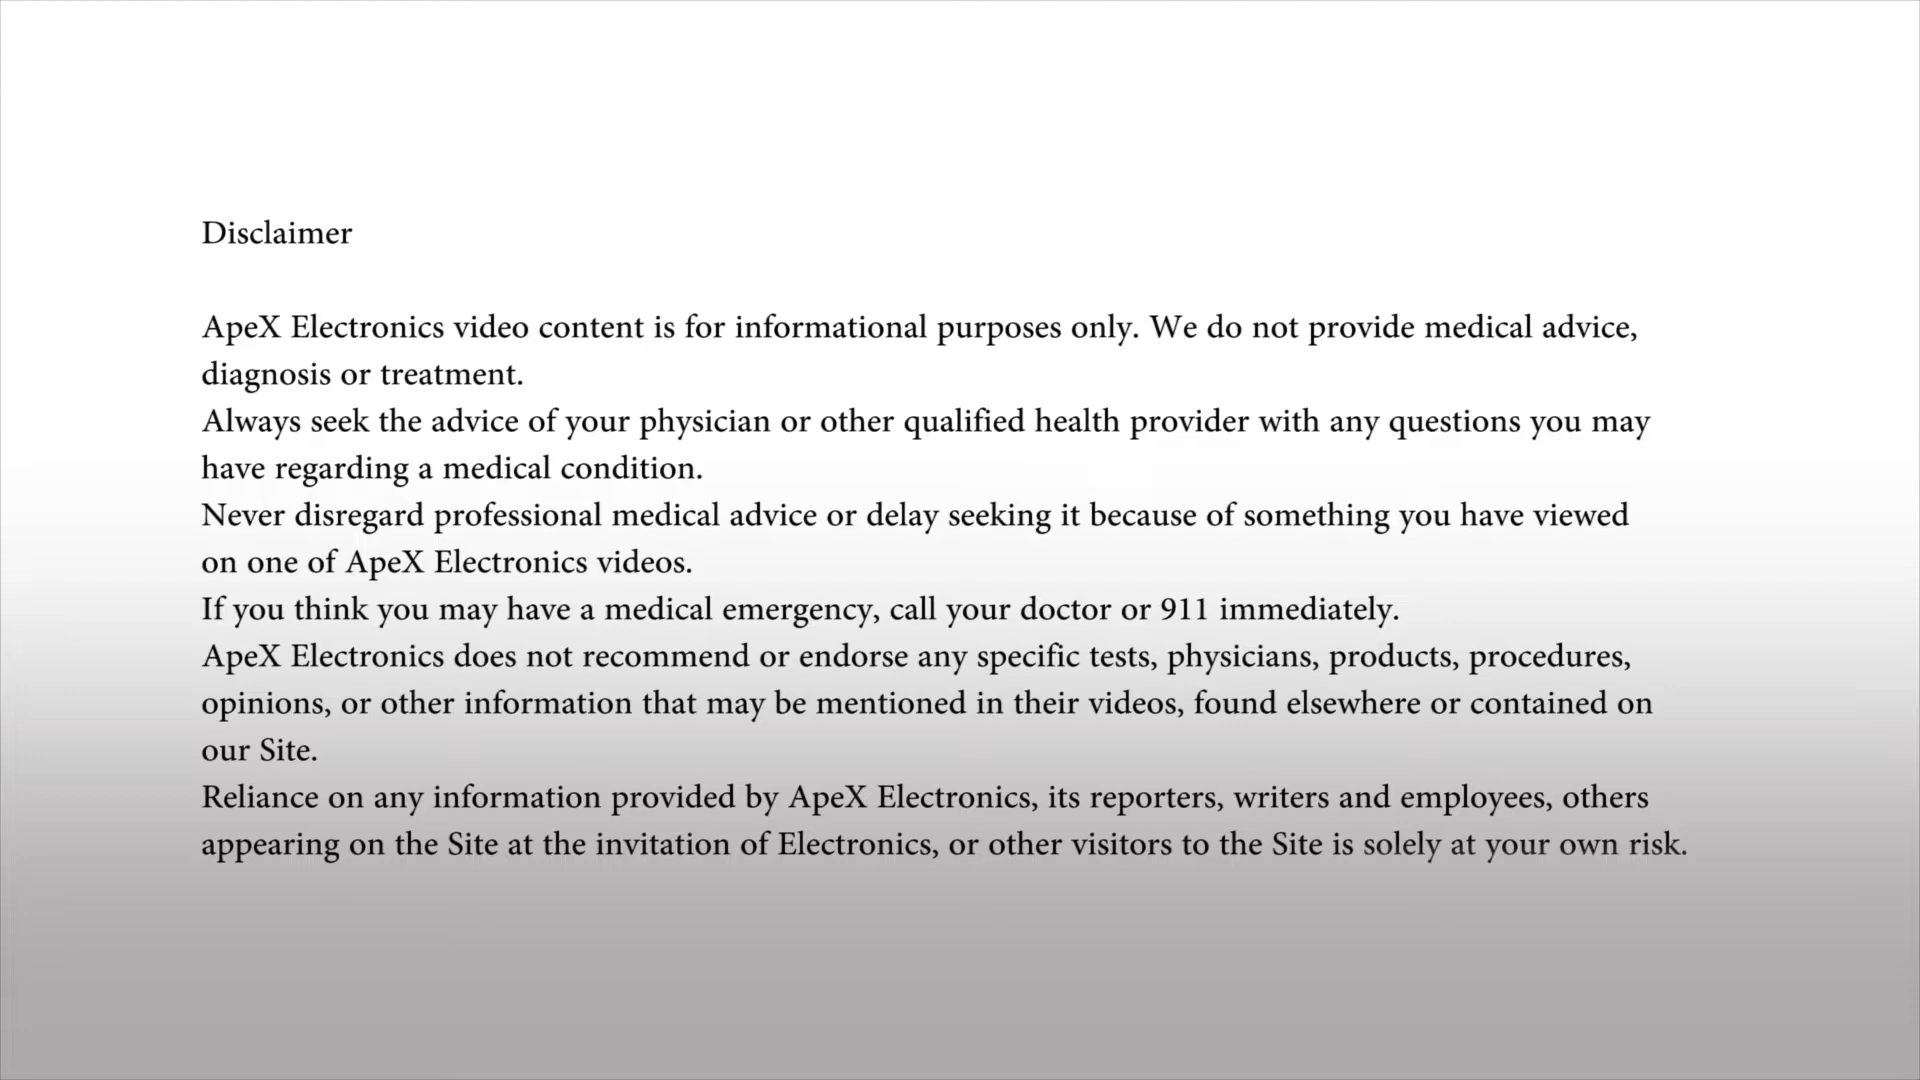 Disclaimer
ApeX Electronics video content is for informational purposes only. We do not provide medical advice,
diagnosis or treatment.
Always seek the advice of your physician or other qualified health provider with any questions you may
have regarding a medical condition.
Never disregard professional medical advice or delay seeking it because of something you have viewed
on one of ApeX Electronics videos.
If you think you may have a medical emergency, call your doctor or 911 immediately.
ApeX Electronics does not recommend or endorse any specific tests, physicians, products, procedures,
opinions, or other information that may be mentioned in their videos, found elsewhere or contained on
our Site.
Reliance on any information provided by ApeX Electronics, its reporters, writers and employees, others
appearing on the Site at the invitation of Electronics, or other visitors to the Site is solely at your own risk.